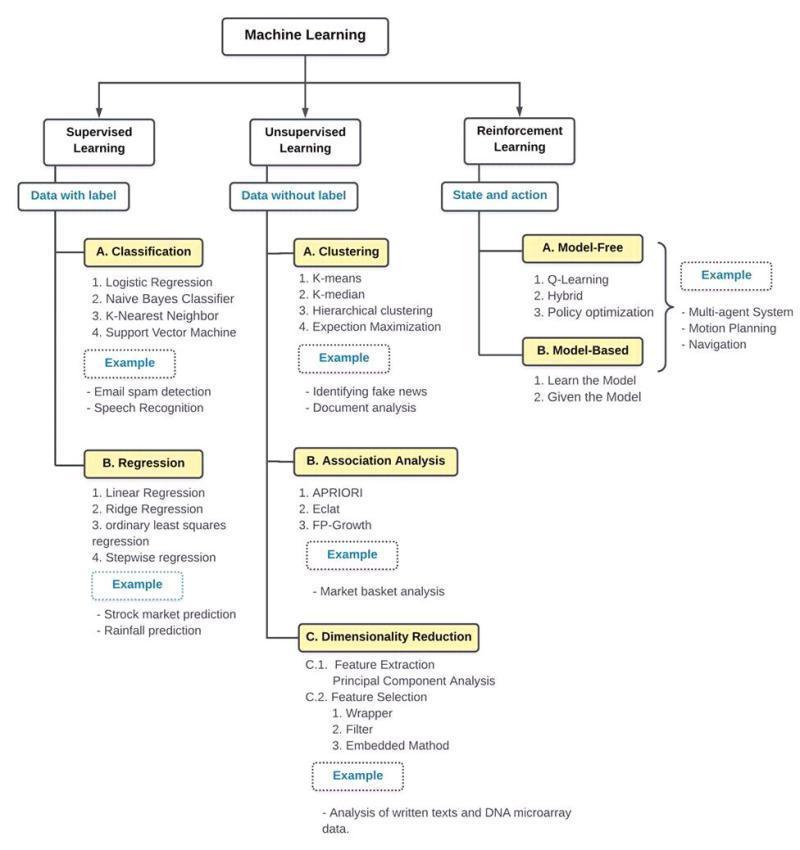 Machine Learning
Supervised
Learning
Data with label
A. Classification
1. Logistic Regression
2. Naive Bayes Classifier
3. K-Nearest Neighbor
4. Support Vector Machine
Example
- Email spam detection
- Speech Recognition
B. Regression
1. Linear Regression
2. Ridge Regression
3. ordinary least squares
regression
4. Stepwise regression
Example
- Strock market prediction
- Rainfall prediction
Unsupervised
Learning
Data without label
A. Clustering
1. K-means
2. K-median
3. Hierarchical clustering
4. Expection Maximization
Example
- Identifying fake news
- Document analysis
B. Association Analysis
1. APRIORI
2. Eclat
3. FP-Growth
Example
- Market basket analysis
C. Dimensionality Reduction
C.1. Feature Extraction
Principal Component Analysis
C.2. Feature Selection
1. Wrapper
2. Filter
3. Embedded Mathod
Example
- Analysis of written texts and DNA microarray
data.
Reinforcement
Learning
State and action
A. Model-Free
1. Q-Learning
2. Hybrid
3. Policy optimization
B. Model-Based
1. Learn the Model
2. Given the Model
Example
- Multi-agent System
- Motion Planning
- Navigation